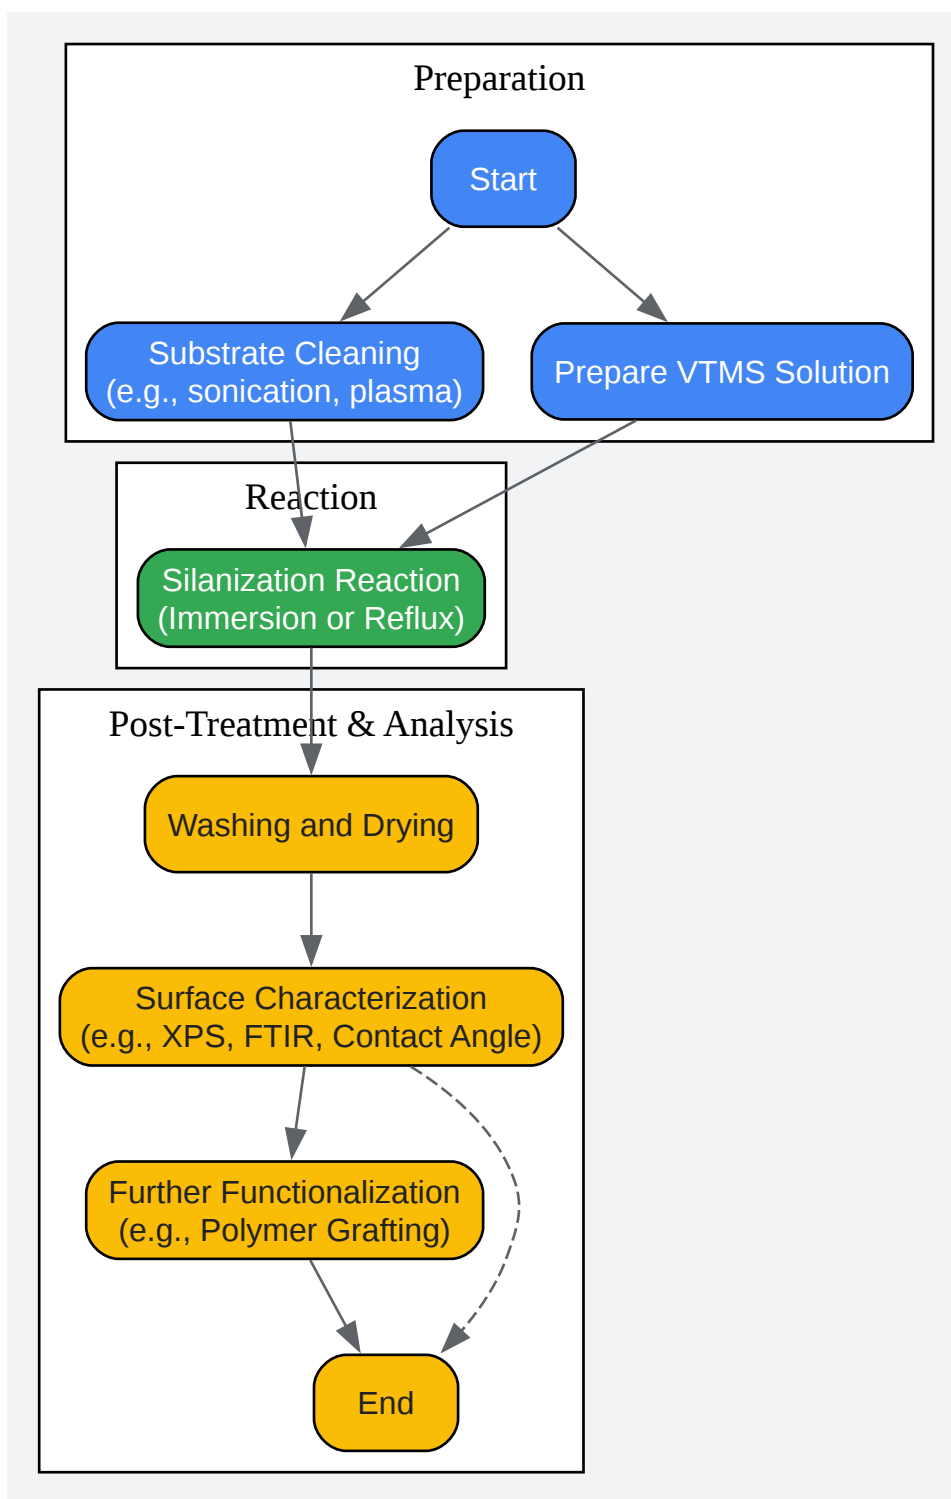 Preparation
Start
Substrate Cleaning
(e.g., sonication, plasma)
Prepare VTMS Solution
Reaction
Silanization Reaction
(Immersion or Reflux)
Post-Treatment & Analysis
Washing and Drying
Surface Characterization
(e.g., XPS, FTIR, Contact Angle)
Further Functionalization
(e.g., Polymer Grafting)
End